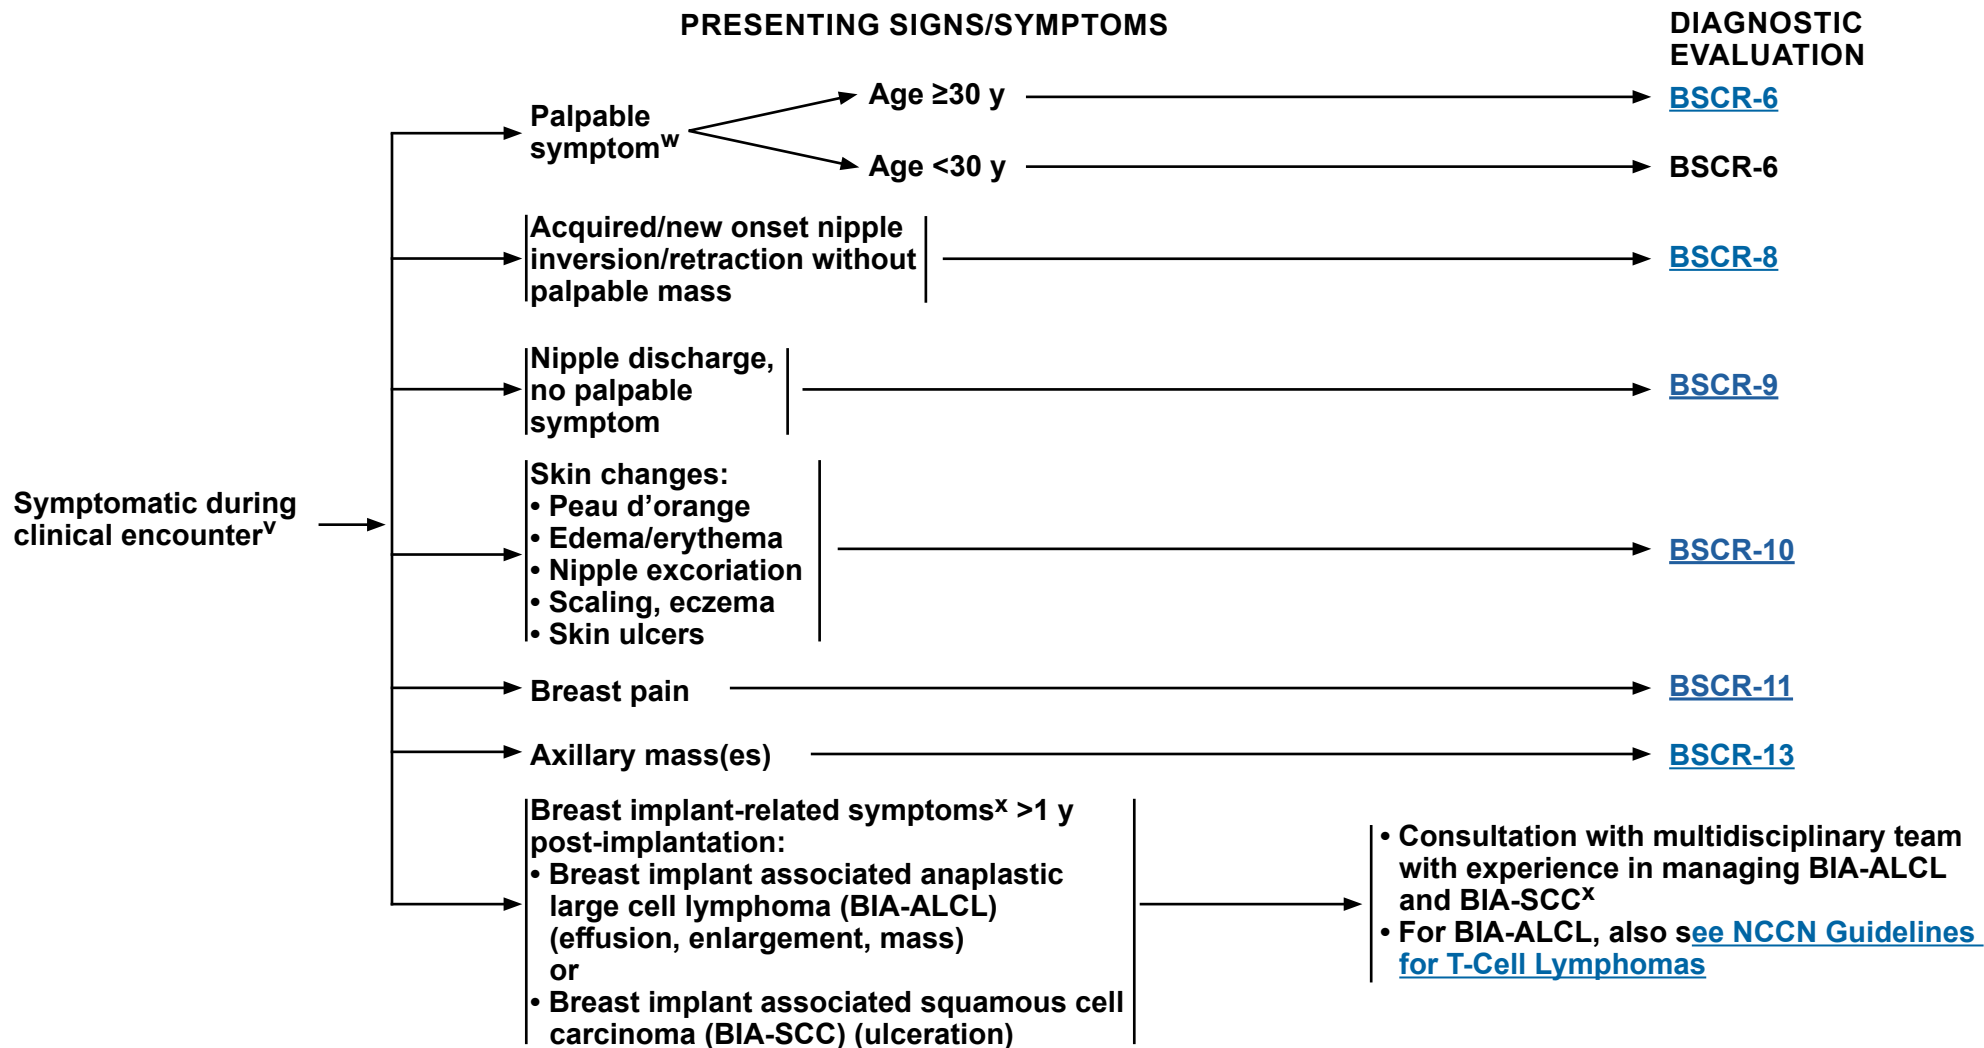 PRESENTING SIGNS/SYMPTOMS
DIAGNOSTIC
EVALUATION
Symptomatic during
clinical encounterᵛ
Palpable
symptomʷ
Age ≥30 y
BSCR-6
Age <30 y
BSCR-6
Acquired/new onset nipple
inversion/retraction without
palpable mass
BSCR-8
Nipple discharge,
no palpable
symptom
BSCR-9
Skin changes:
• Peau d’orange
• Edema/erythema
• Nipple excoriation
• Scaling, eczema
• Skin ulcers
BSCR-10
Breast pain
BSCR-11
Axillary mass(es)
BSCR-13
Breast implant-related symptomsˣ >1 y
post-implantation:
• Breast implant associated anaplastic
large cell lymphoma (BIA-ALCL)
(effusion, enlargement, mass)
or
• Breast implant associated squamous cell
carcinoma (BIA-SCC) (ulceration)
• Consultation with multidisciplinary team
with experience in managing BIA-ALCL
and BIA-SCCˣ
• For BIA-ALCL, also see NCCN Guidelines
for T-Cell Lymphomas